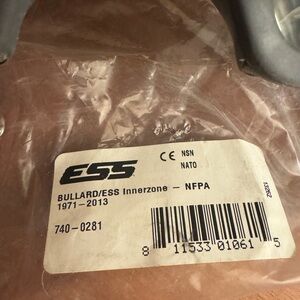 ESS
CE NSN
NATO
BULLARD/ESS Innerzone – NFPA
1971–2013
740-0281
8 11533 01061 5